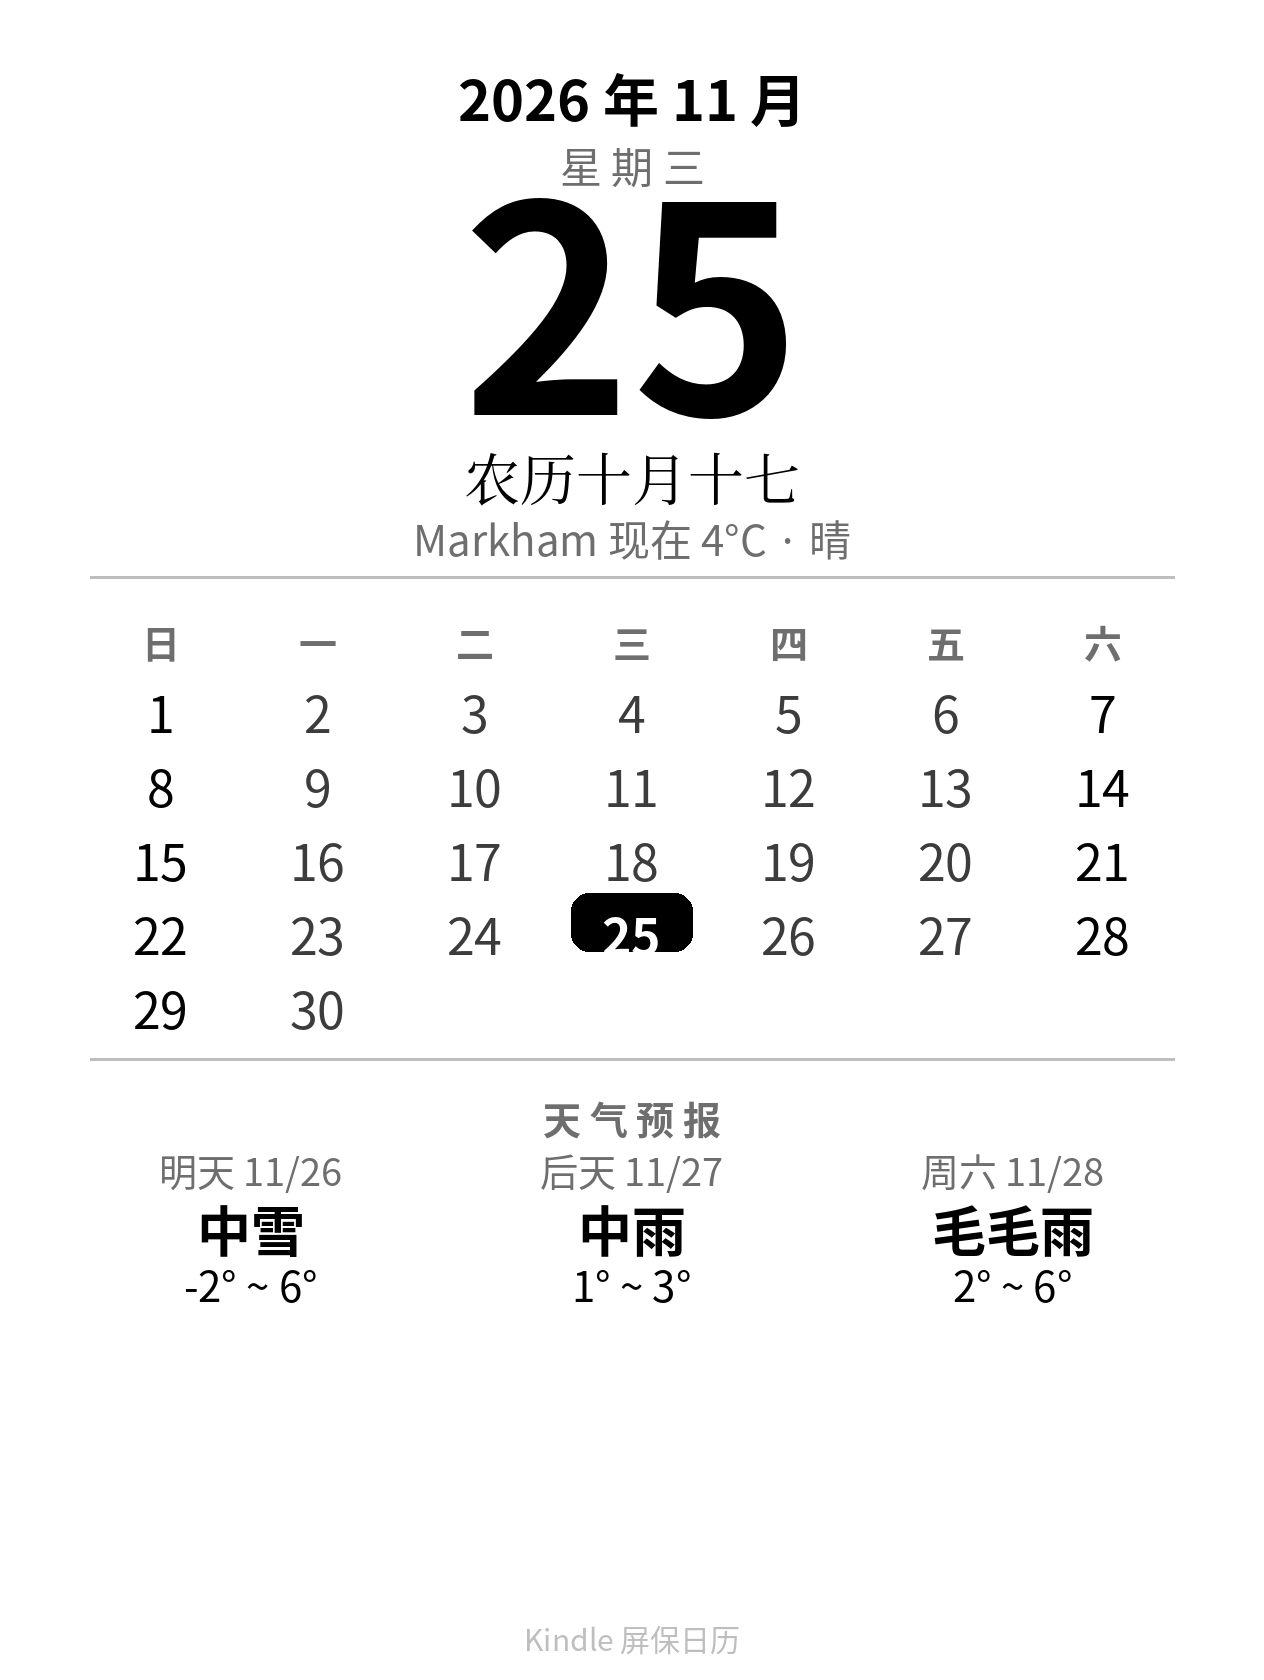 2026 年 11 月
星期三
25
农历十月十七
Markham 现在 4°C · 晴
日 一 二 三 四 五 六
1 2 3 4 5 6 7
8 9 10 11 12 13 14
15 16 17 18 19 20 21
22 23 24 25 26 27 28
29 30
天气预报
明天 11/26 后天 11/27 周六 11/28
中雪 中雨 毛毛雨
-2° ~ 6° 1° ~ 3° 2° ~ 6°
Kindle 屏保日历